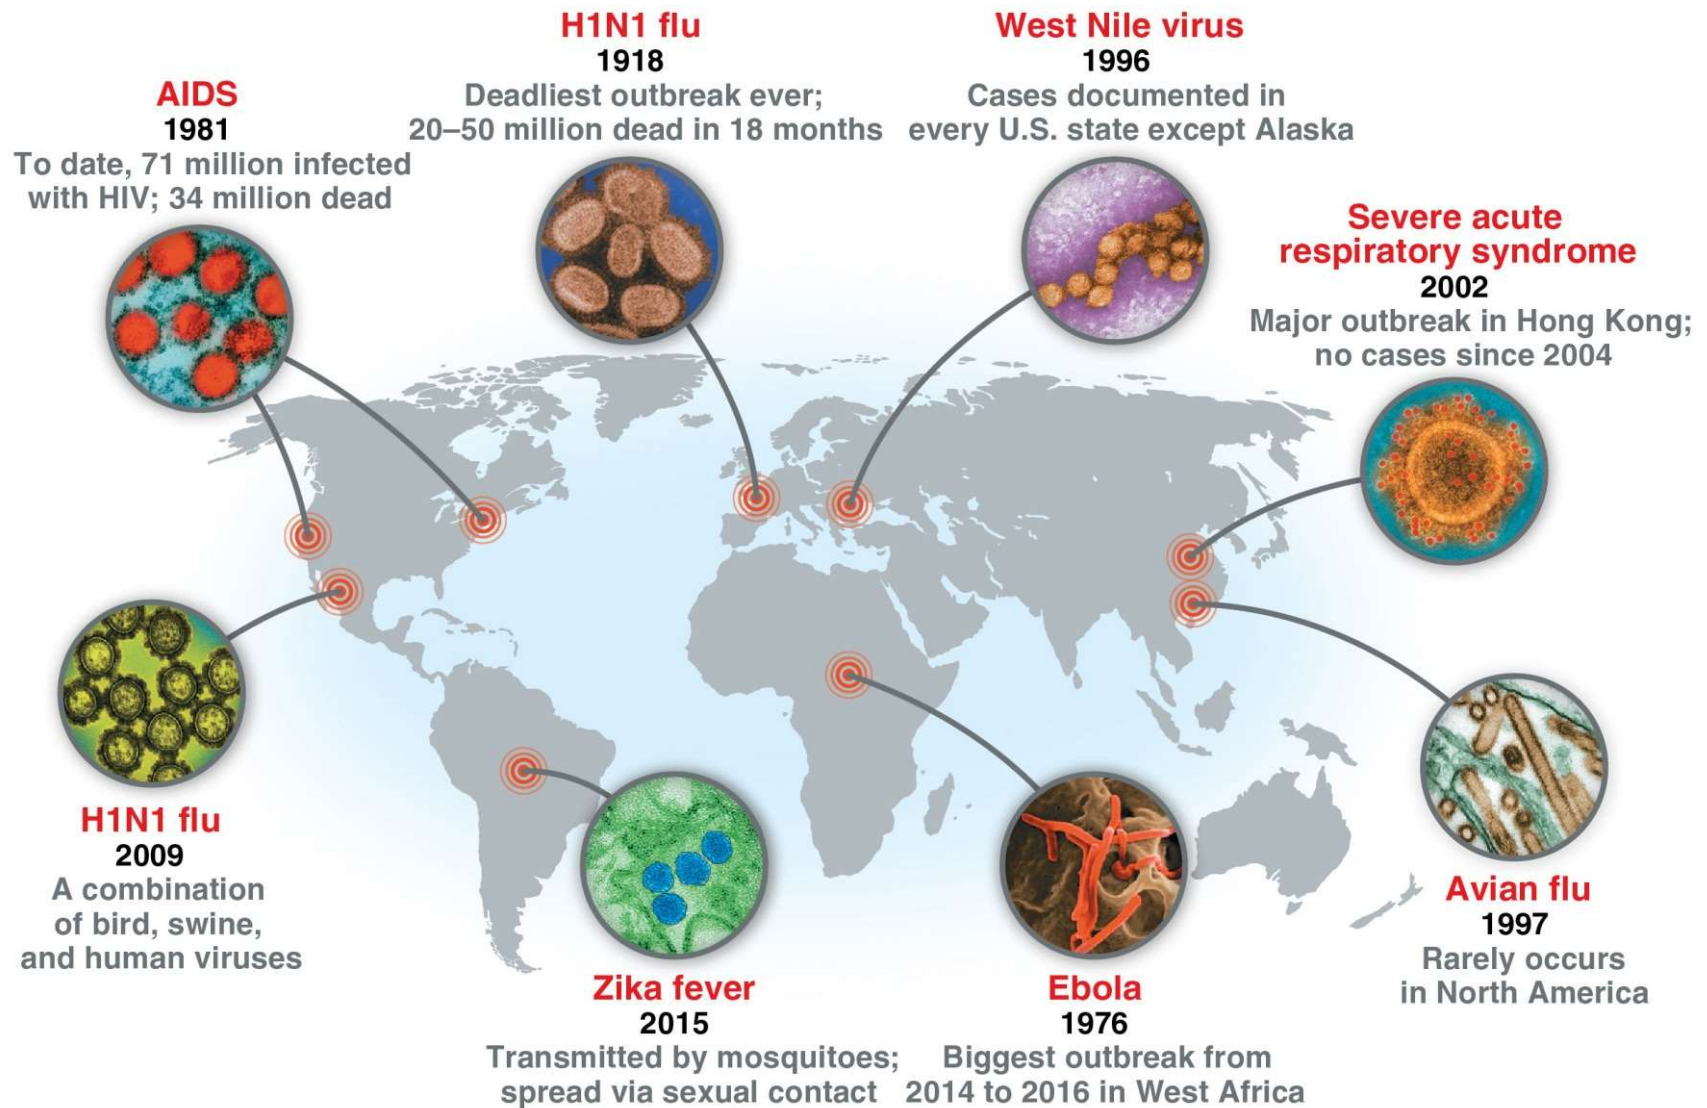 AIDS
1981
To date, 71 million infected
with HIV; 34 million dead
H1N1 flu
1918
Deadliest outbreak ever;
20–50 million dead in 18 months
West Nile virus
1996
Cases documented in
every U.S. state except Alaska
Severe acute
respiratory syndrome
2002
Major outbreak in Hong Kong;
no cases since 2004
H1N1 flu
2009
A combination
of bird, swine,
and human viruses
Zika fever
2015
Transmitted by mosquitoes;
spread via sexual contact
Ebola
1976
Biggest outbreak from
2014 to 2016 in West Africa
Avian flu
1997
Rarely occurs
in North America